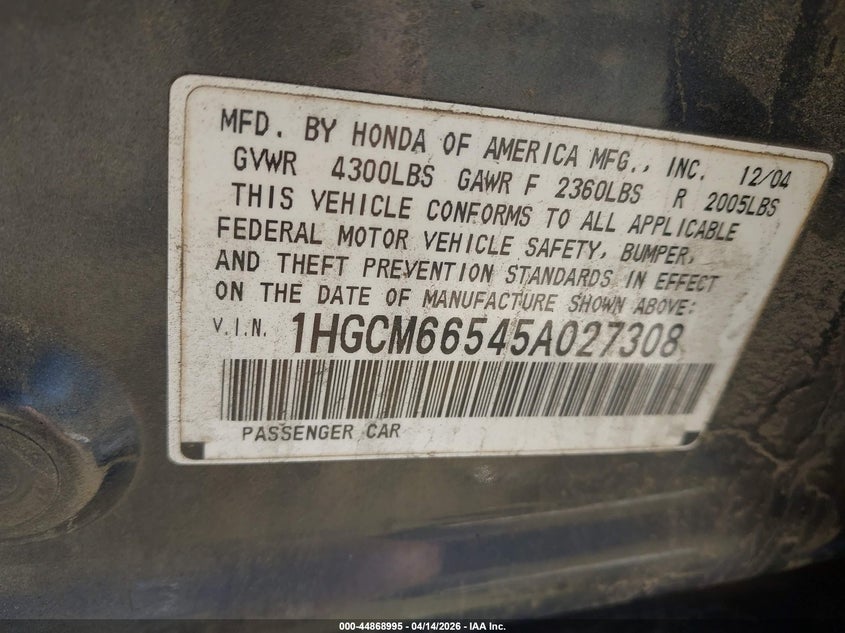 MFD. BY HONDA OF AMERICA MFG., INC. 12/04
GVWR 4300LBS GAWR F 2360LBS R 2005LBS
THIS VEHICLE CONFORMS TO ALL APPLICABLE
FEDERAL MOTOR VEHICLE SAFETY, BUMPER,
AND THEFT PREVENTION STANDARDS IN EFFECT
ON THE DATE OF MANUFACTURE SHOWN ABOVE:
V.I.N. 1HGCM66545A027308
PASSENGER CAR
000-44868995 - 04/14/2026 - IAA Inc.